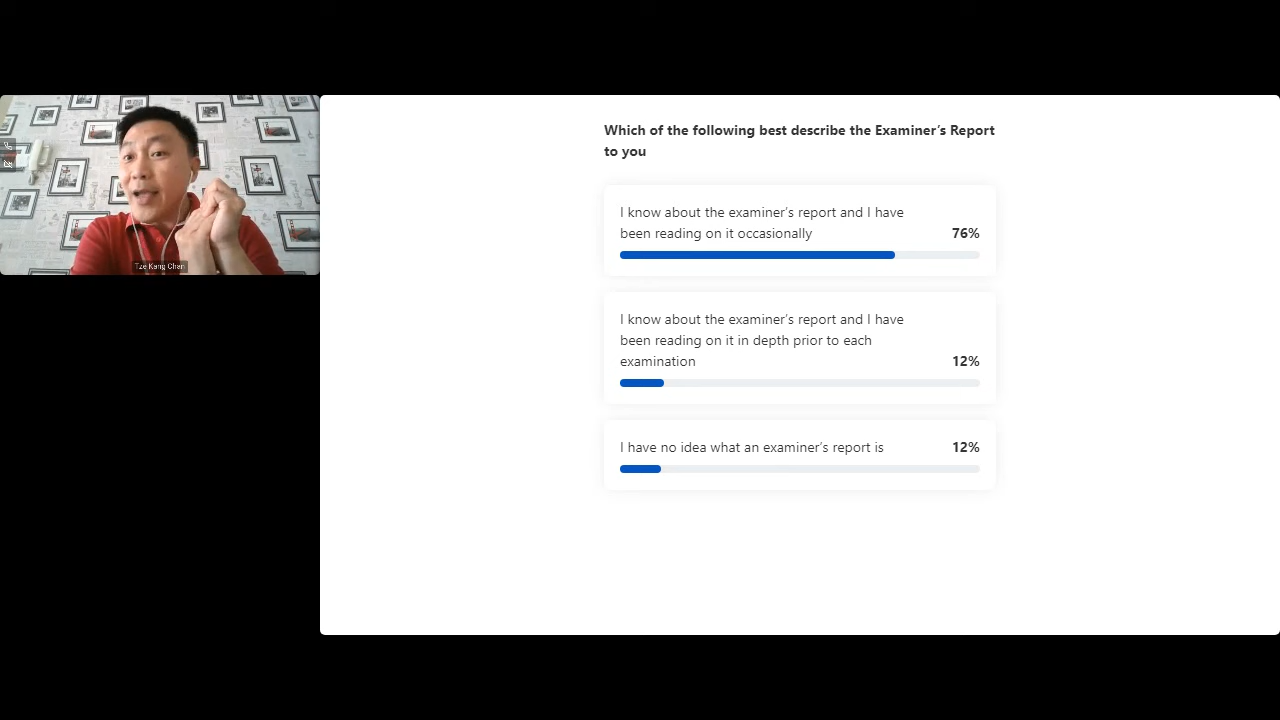 Tze Kang Chan
Which of the following best describe the Examiner's Report
to you
I know about the examiner's report and I have
been reading on it occasionally 76%
I know about the examiner's report and I have
been reading on it in depth prior to each
examination 12%
I have no idea what an examiner's report is 12%